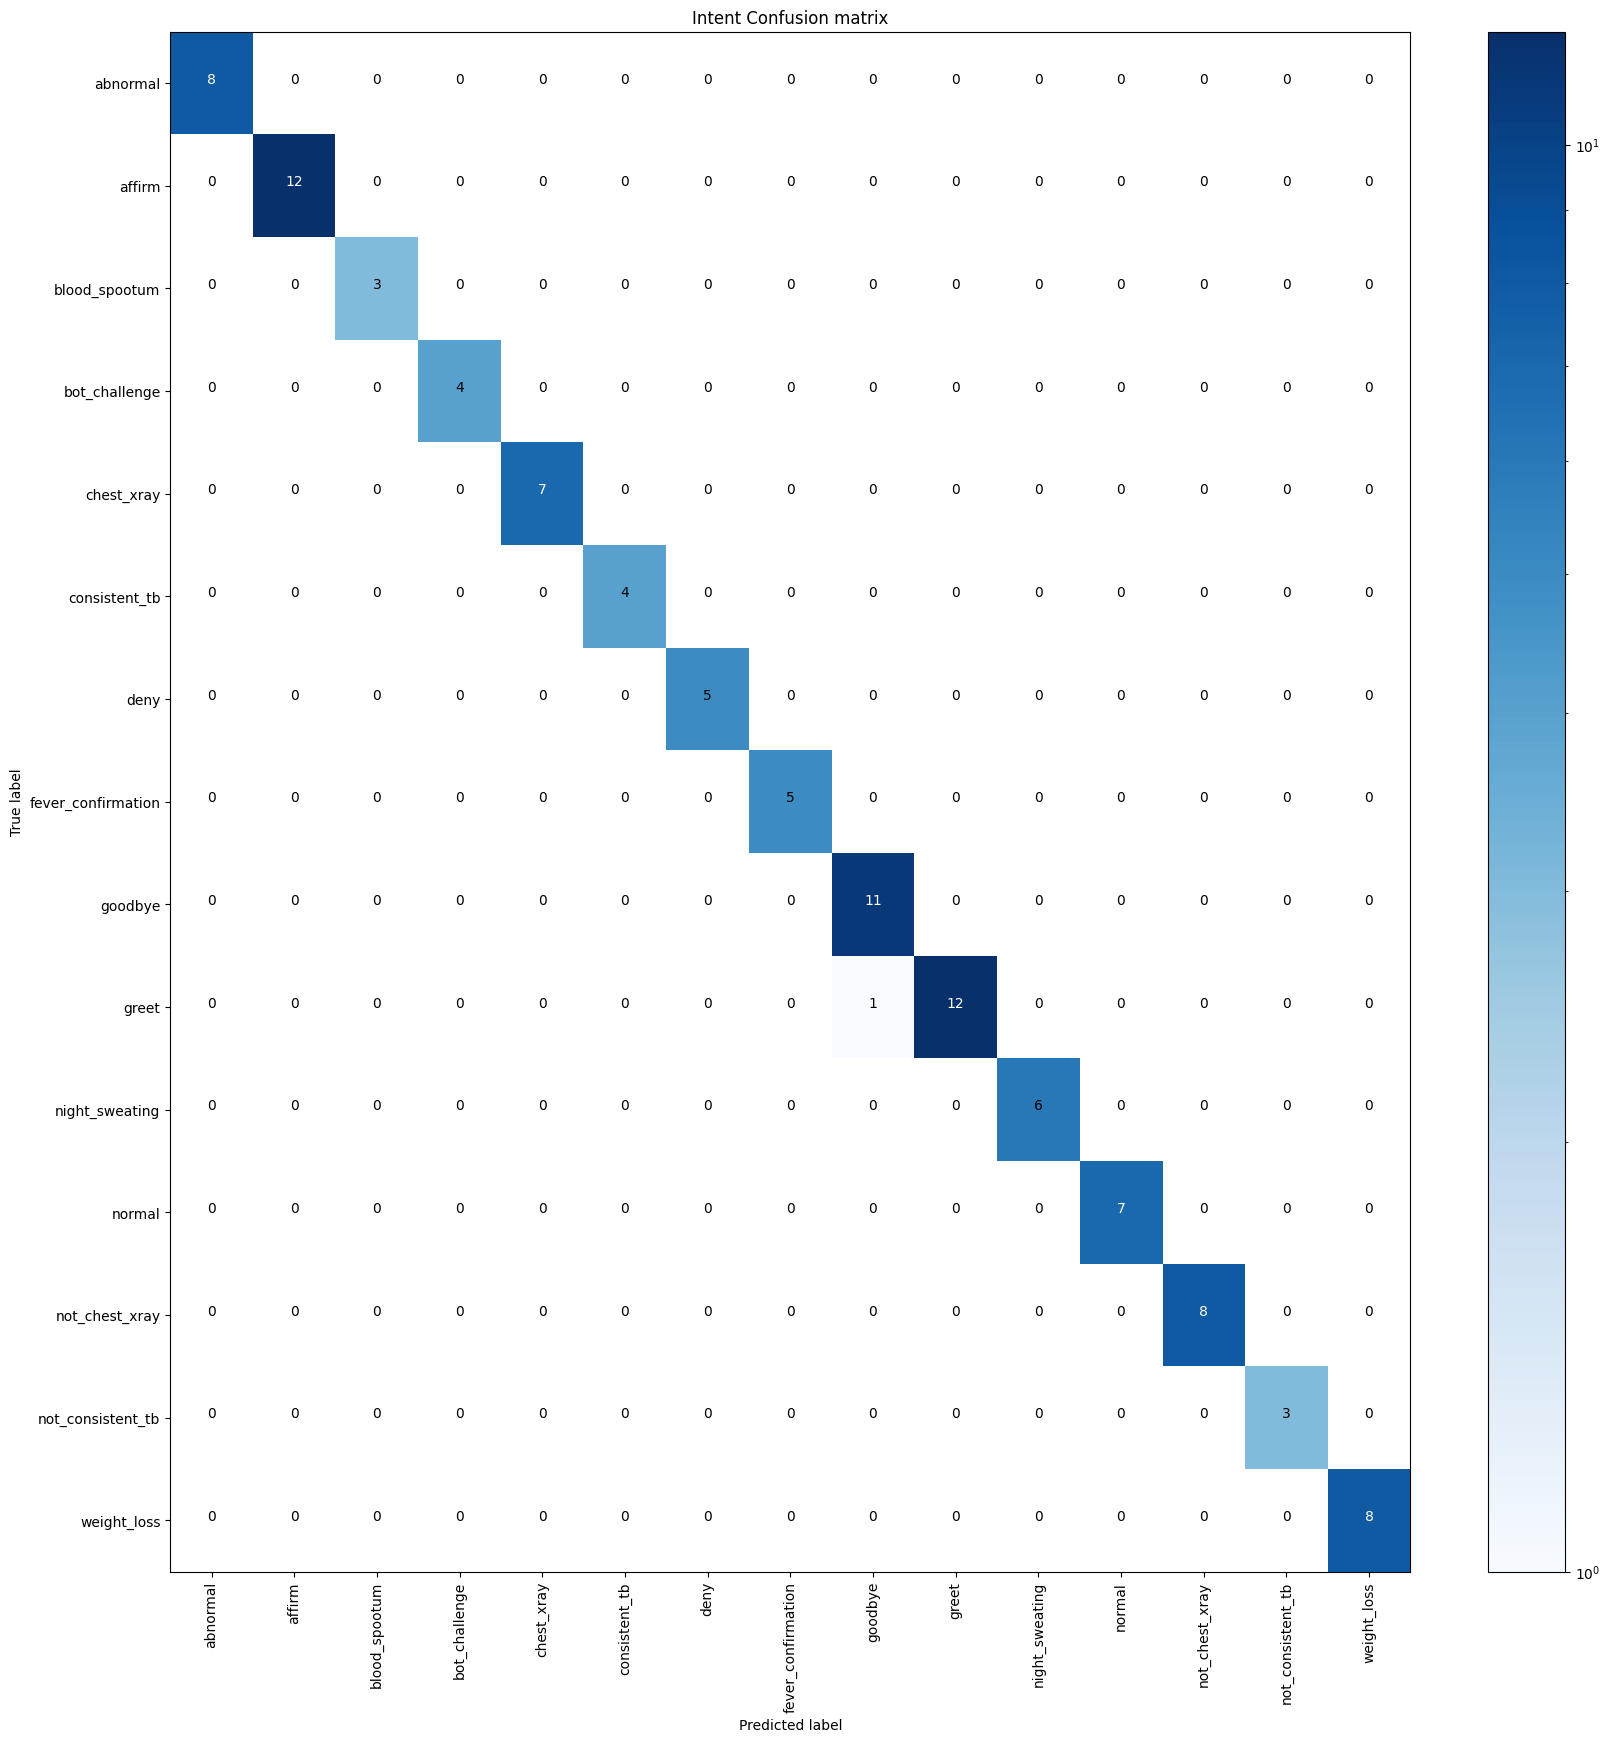 Intent Confusion matrix
abnormal 8 0 0 0 0 0 0 0 0 0 0 0 0 0 0
affirm 0 12 0 0 0 0 0 0 0 0 0 0 0 0 0
blood_spootum 0 0 3 0 0 0 0 0 0 0 0 0 0 0 0
bot_challenge 0 0 0 4 0 0 0 0 0 0 0 0 0 0 0
chest_xray 0 0 0 0 7 0 0 0 0 0 0 0 0 0 0
consistent_tb 0 0 0 0 0 4 0 0 0 0 0 0 0 0 0
deny 0 0 0 0 0 0 5 0 0 0 0 0 0 0 0
fever_confirmation 0 0 0 0 0 0 0 5 0 0 0 0 0 0 0
goodbye 0 0 0 0 0 0 0 0 11 0 0 0 0 0 0
greet 0 0 0 0 0 0 0 0 1 12 0 0 0 0 0
night_sweating 0 0 0 0 0 0 0 0 0 0 6 0 0 0 0
normal 0 0 0 0 0 0 0 0 0 0 0 7 0 0 0
not_chest_xray 0 0 0 0 0 0 0 0 0 0 0 0 8 0 0
not_consistent_tb 0 0 0 0 0 0 0 0 0 0 0 0 0 3 0
weight_loss 0 0 0 0 0 0 0 0 0 0 0 0 0 0 8
True label
abnormal
affirm
blood_spootum
bot_challenge
chest_xray
consistent_tb
deny
fever_confirmation
goodbye
greet
night_sweating
normal
not_chest_xray
not_consistent_tb
weight_loss
Predicted label
10¹
10⁰